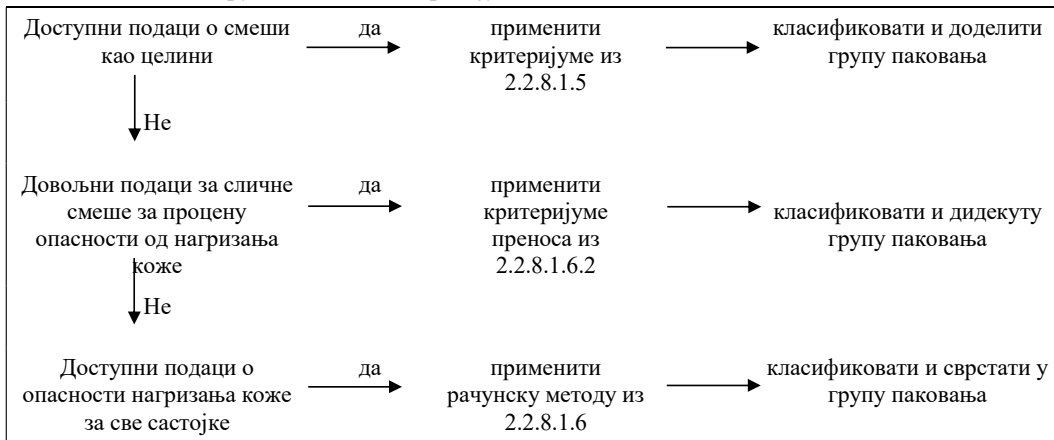 Доступни подаци о смеши
као целини
да
применити
критеријуме из
2.2.8.1.5
класификовати и доделити
групу паковања
Не
Довољни подаци за сличне
смеше за процену
опасности од нагризања
коже
да
применити
критеријуме
преноса из
2.2.8.1.6.2
класификовати и дидекуту
групу паковања
Не
Доступни подаци о
опасности нагризања коже
за све састојке
да
применити
рачунску методу из
2.2.8.1.6
класификовати и сврстати у
групу паковања